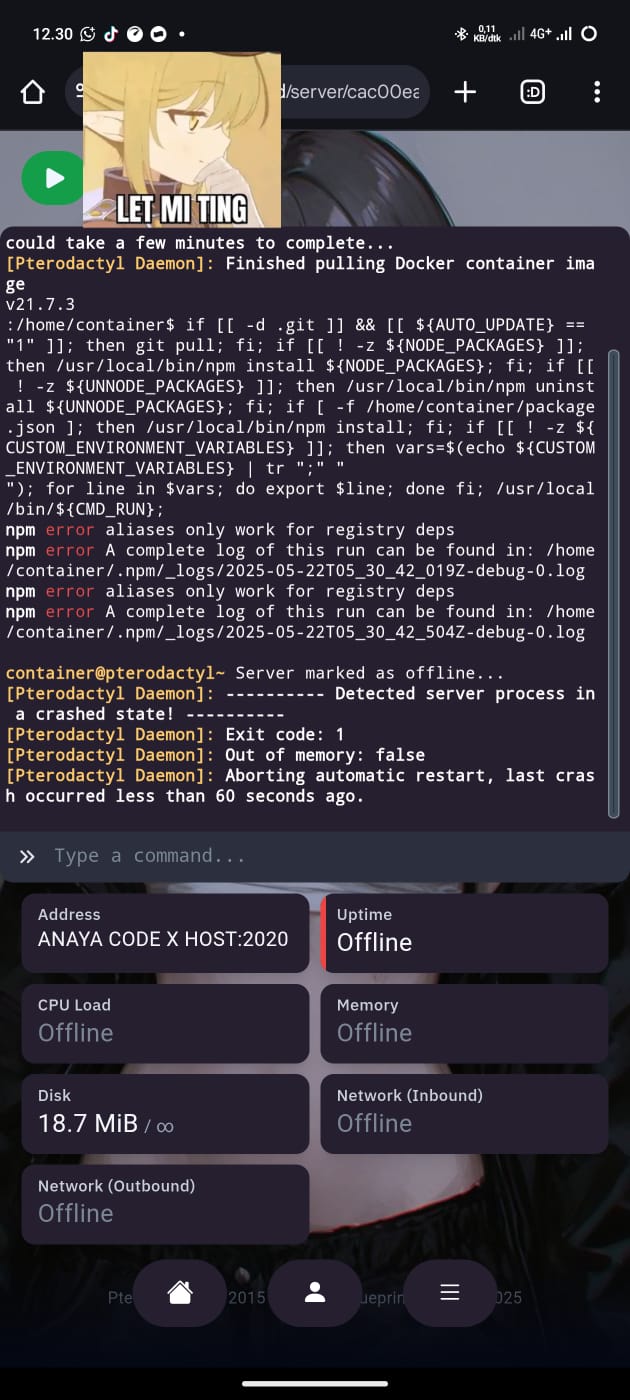 12.30
0,11
KB/dtk
4G+
d/server/cac00ea
:D
LET MI TING
could take a few minutes to complete...
[Pterodactyl Daemon]: Finished pulling Docker container ima
ge
v21.7.3
:/home/container$ if [[ -d .git ]] && [[ ${AUTO_UPDATE} ==
"1" ]]; then git pull; fi; if [[ ! -z ${NODE_PACKAGES} ]];
then /usr/local/bin/npm install ${NODE_PACKAGES}; fi; if [[
! -z ${UNNODE_PACKAGES} ]]; then /usr/local/bin/npm uninst
all ${UNNODE_PACKAGES}; fi; if [ -f /home/container/package
.json ]; then /usr/local/bin/npm install; fi; if [[ ! -z ${
CUSTOM_ENVIRONMENT_VARIABLES} ]]; then vars=$(echo ${CUSTOM
_ENVIRONMENT_VARIABLES} | tr ";" "
"); for line in $vars; do export $line; done fi; /usr/local
/bin/${CMD_RUN};
npm error aliases only work for registry deps
npm error A complete log of this run can be found in: /home
/container/.npm/_logs/2025-05-22T05_30_42_019Z-debug-0.log
npm error aliases only work for registry deps
npm error A complete log of this run can be found in: /home
/container/.npm/_logs/2025-05-22T05_30_42_504Z-debug-0.log
container@pterodactyl~ Server marked as offline...
[Pterodactyl Daemon]: ---------- Detected server process in
a crashed state! ----------
[Pterodactyl Daemon]: Exit code: 1
[Pterodactyl Daemon]: Out of memory: false
[Pterodactyl Daemon]: Aborting automatic restart, last cras
h occurred less than 60 seconds ago.
Type a command...
Address
ANAYA CODE X HOST:2020
Uptime
Offline
CPU Load
Offline
Memory
Offline
Disk
18.7 MiB / ∞
Network (Inbound)
Offline
Network (Outbound)
Offline
Pte 2015 ueprin 025